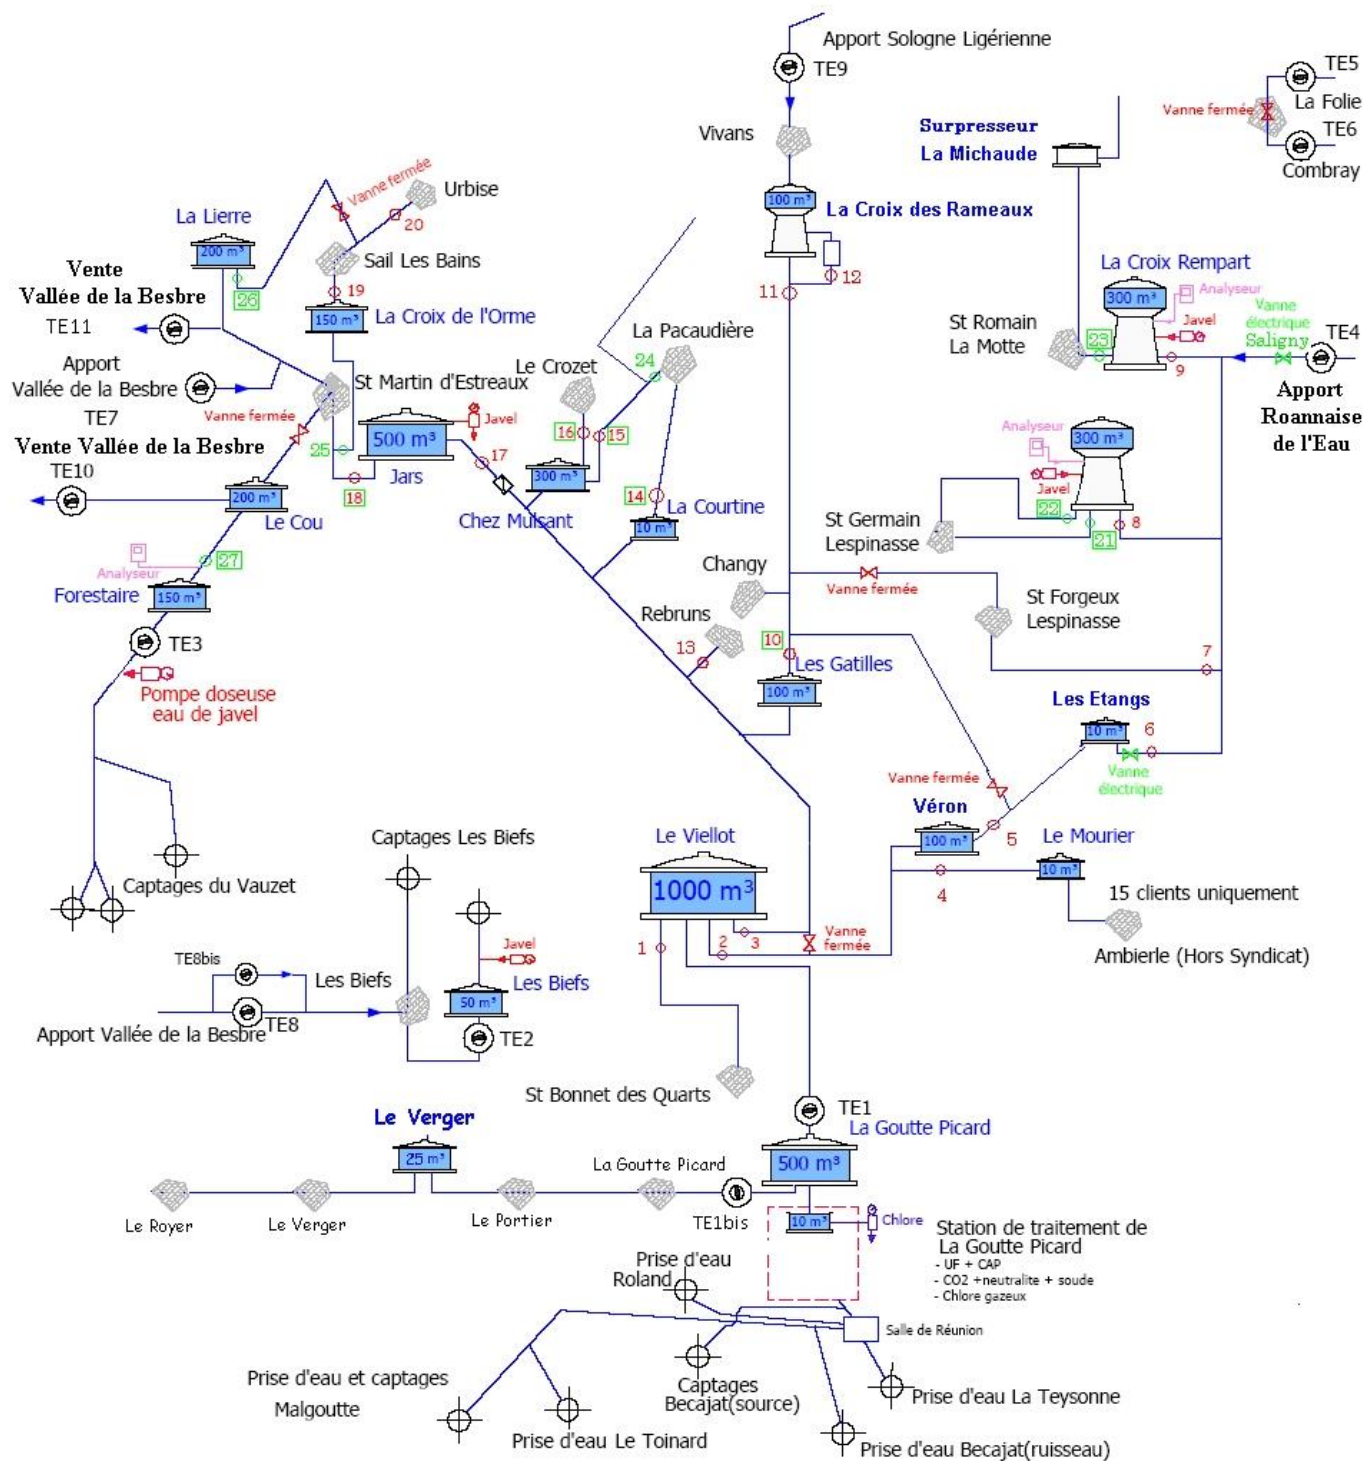 Apport Sologne Ligérienne
TE9
TE5
La Folie
Vanne fermée
TE6
Combray
Vivans
Surpresseur
La Michaude
100 m³
La Croix des Rameaux
Vanne fermée
Urbise
20
La Lierre
200 m³
Sail Les Bains
26
Vente
Vallée de la Besbre
TE11
19
150 m³
La Croix de l'Orme
11
12
La Croix Rempart
300 m³
Analyseur
Javel
St Romain
La Motte
23
9
Vanne
électrique
Saligny
TE4
Apport
Roannaise
de l'Eau
La Pacaudière
24
Le Crozet
16
15
Apport
Vallée de la Besbre
TE7
St Martin d'Estreaux
Vanne fermée
Vente Vallée de la Besbre
TE10
500 m³
Javel
25
18
Jars
17
300 m³
Chez Mulsant
14
La Courtine
10 m³
Analyseur
300 m³
Javel
22
21
8
St Germain
Lespinasse
200 m³
Le Cou
27
Analyseur
Forestaire
150 m³
TE3
Pompe doseuse
eau de javel
Changy
Vanne fermée
St Forgeux
Lespinasse
Rebruns
13
10
Les Gatilles
100 m³
7
Les Etangs
10 m³
6
Vanne
électrique
Vanne fermée
Véron
100 m³
5
Le Mourier
10 m³
4
15 clients uniquement
Ambierle (Hors Syndicat)
Captages du Vauzet
Captages Les Biefs
Le Viellot
1000 m³
1
2
3
Vanne
fermée
TE8bis
Les Biefs
Javel
Les Biefs
50 m³
Apport Vallée de la Besbre
TE8
TE2
St Bonnet des Quarts
TE1
La Goutte Picard
500 m³
Le Verger
25 m³
La Goutte Picard
Le Royer
Le Verger
Le Portier
TE1bis
10 m³
Chlore
Station de traitement de
La Goutte Picard
- UF + CAP
- CO2 +neutralite + soude
- Chlore gazeux
Prise d'eau
Roland
Salle de Réunion
Prise d'eau et captages
Malgoutte
Prise d'eau Le Toinard
Captages
Becajat(source)
Prise d'eau La Teysonne
Prise d'eau Becajat(ruisseau)